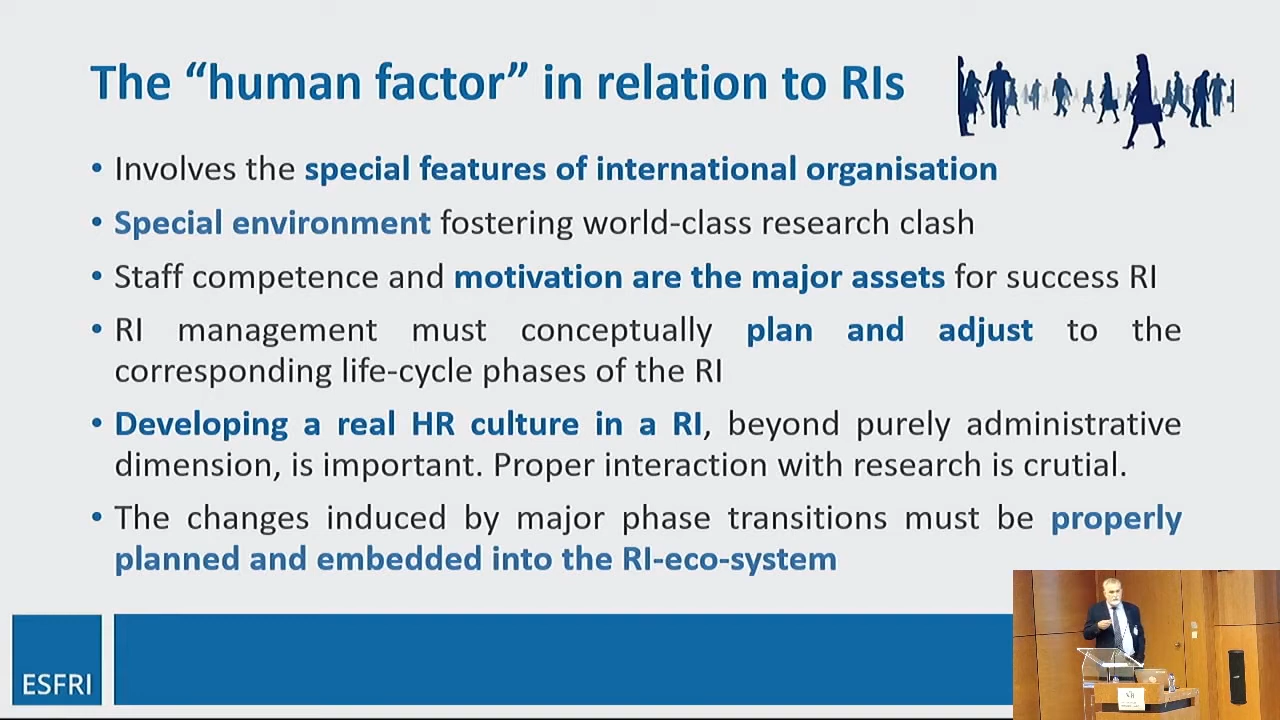 The “human factor” in relation to RIs
• Involves the special features of international organisation
• Special environment fostering world-class research clash
• Staff competence and motivation are the major assets for success RI
• RI management must conceptually plan and adjust to the
corresponding life-cycle phases of the RI
• Developing a real HR culture in a RI, beyond purely administrative
dimension, is important. Proper interaction with research is crutial.
• The changes induced by major phase transitions must be properly
planned and embedded into the RI-eco-system
ESFRI